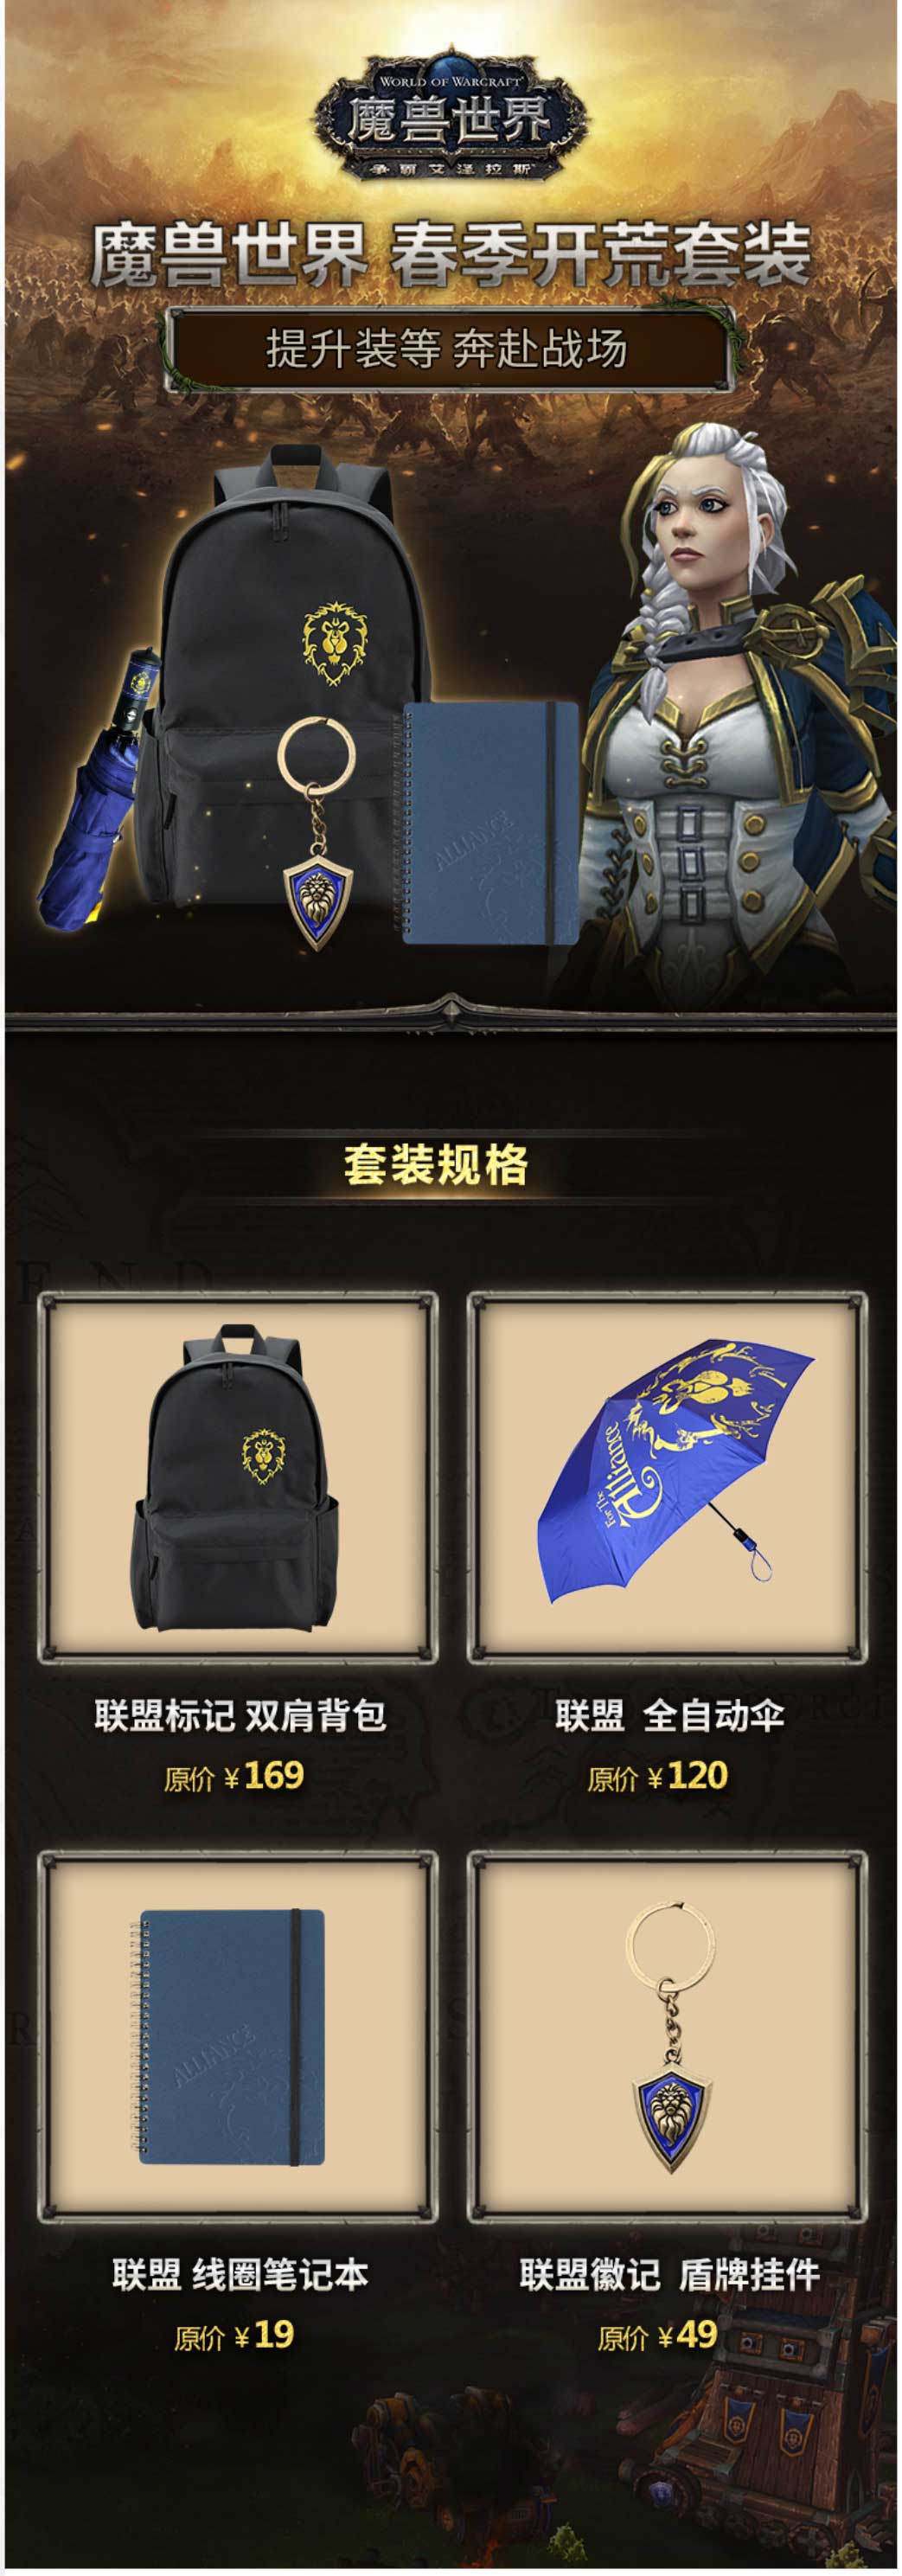 WORLD OF WARCRAFT
魔兽世界
争霸艾泽拉斯
魔兽世界 春季开荒套装
提升装等 奔赴战场
ALLIANCE
套装规格
END
For The
Alliance
联盟标记 双肩背包
联盟 全自动伞
原价 ¥169
原价 ¥120
ALLIANCE
联盟 线圈笔记本
联盟徽记 盾牌挂件
原价 ¥19
原价 ¥49